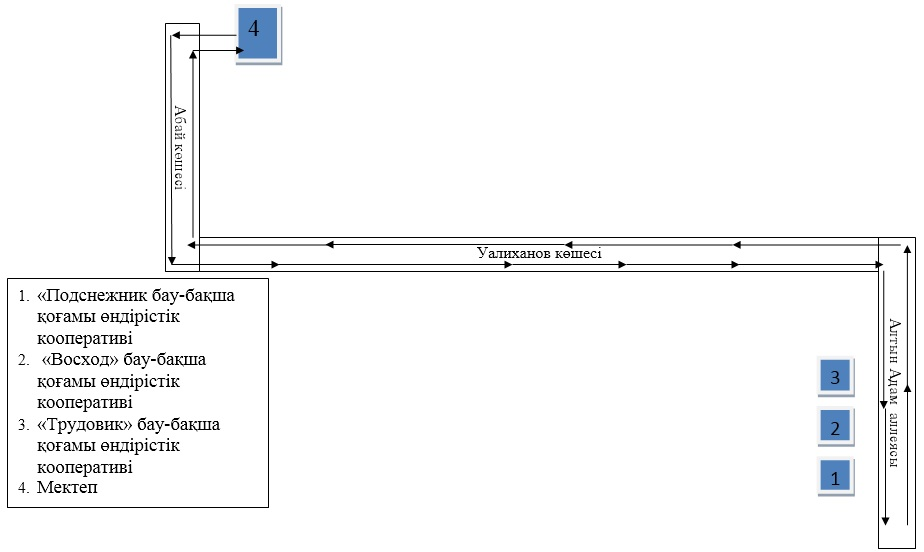 4
Абай көшесі
Уалиханов көшесі
Алтын Адам аллеясы
3
2
1
1. «Подснежник бау-бақша
қоғамы өндірістік
кооперативі
2. «Восход» бау-бақша
қоғамы өндірістік
кооперативі
3. «Трудовик» бау-бақша
қоғамы өндірістік
кооперативі
4. Мектеп